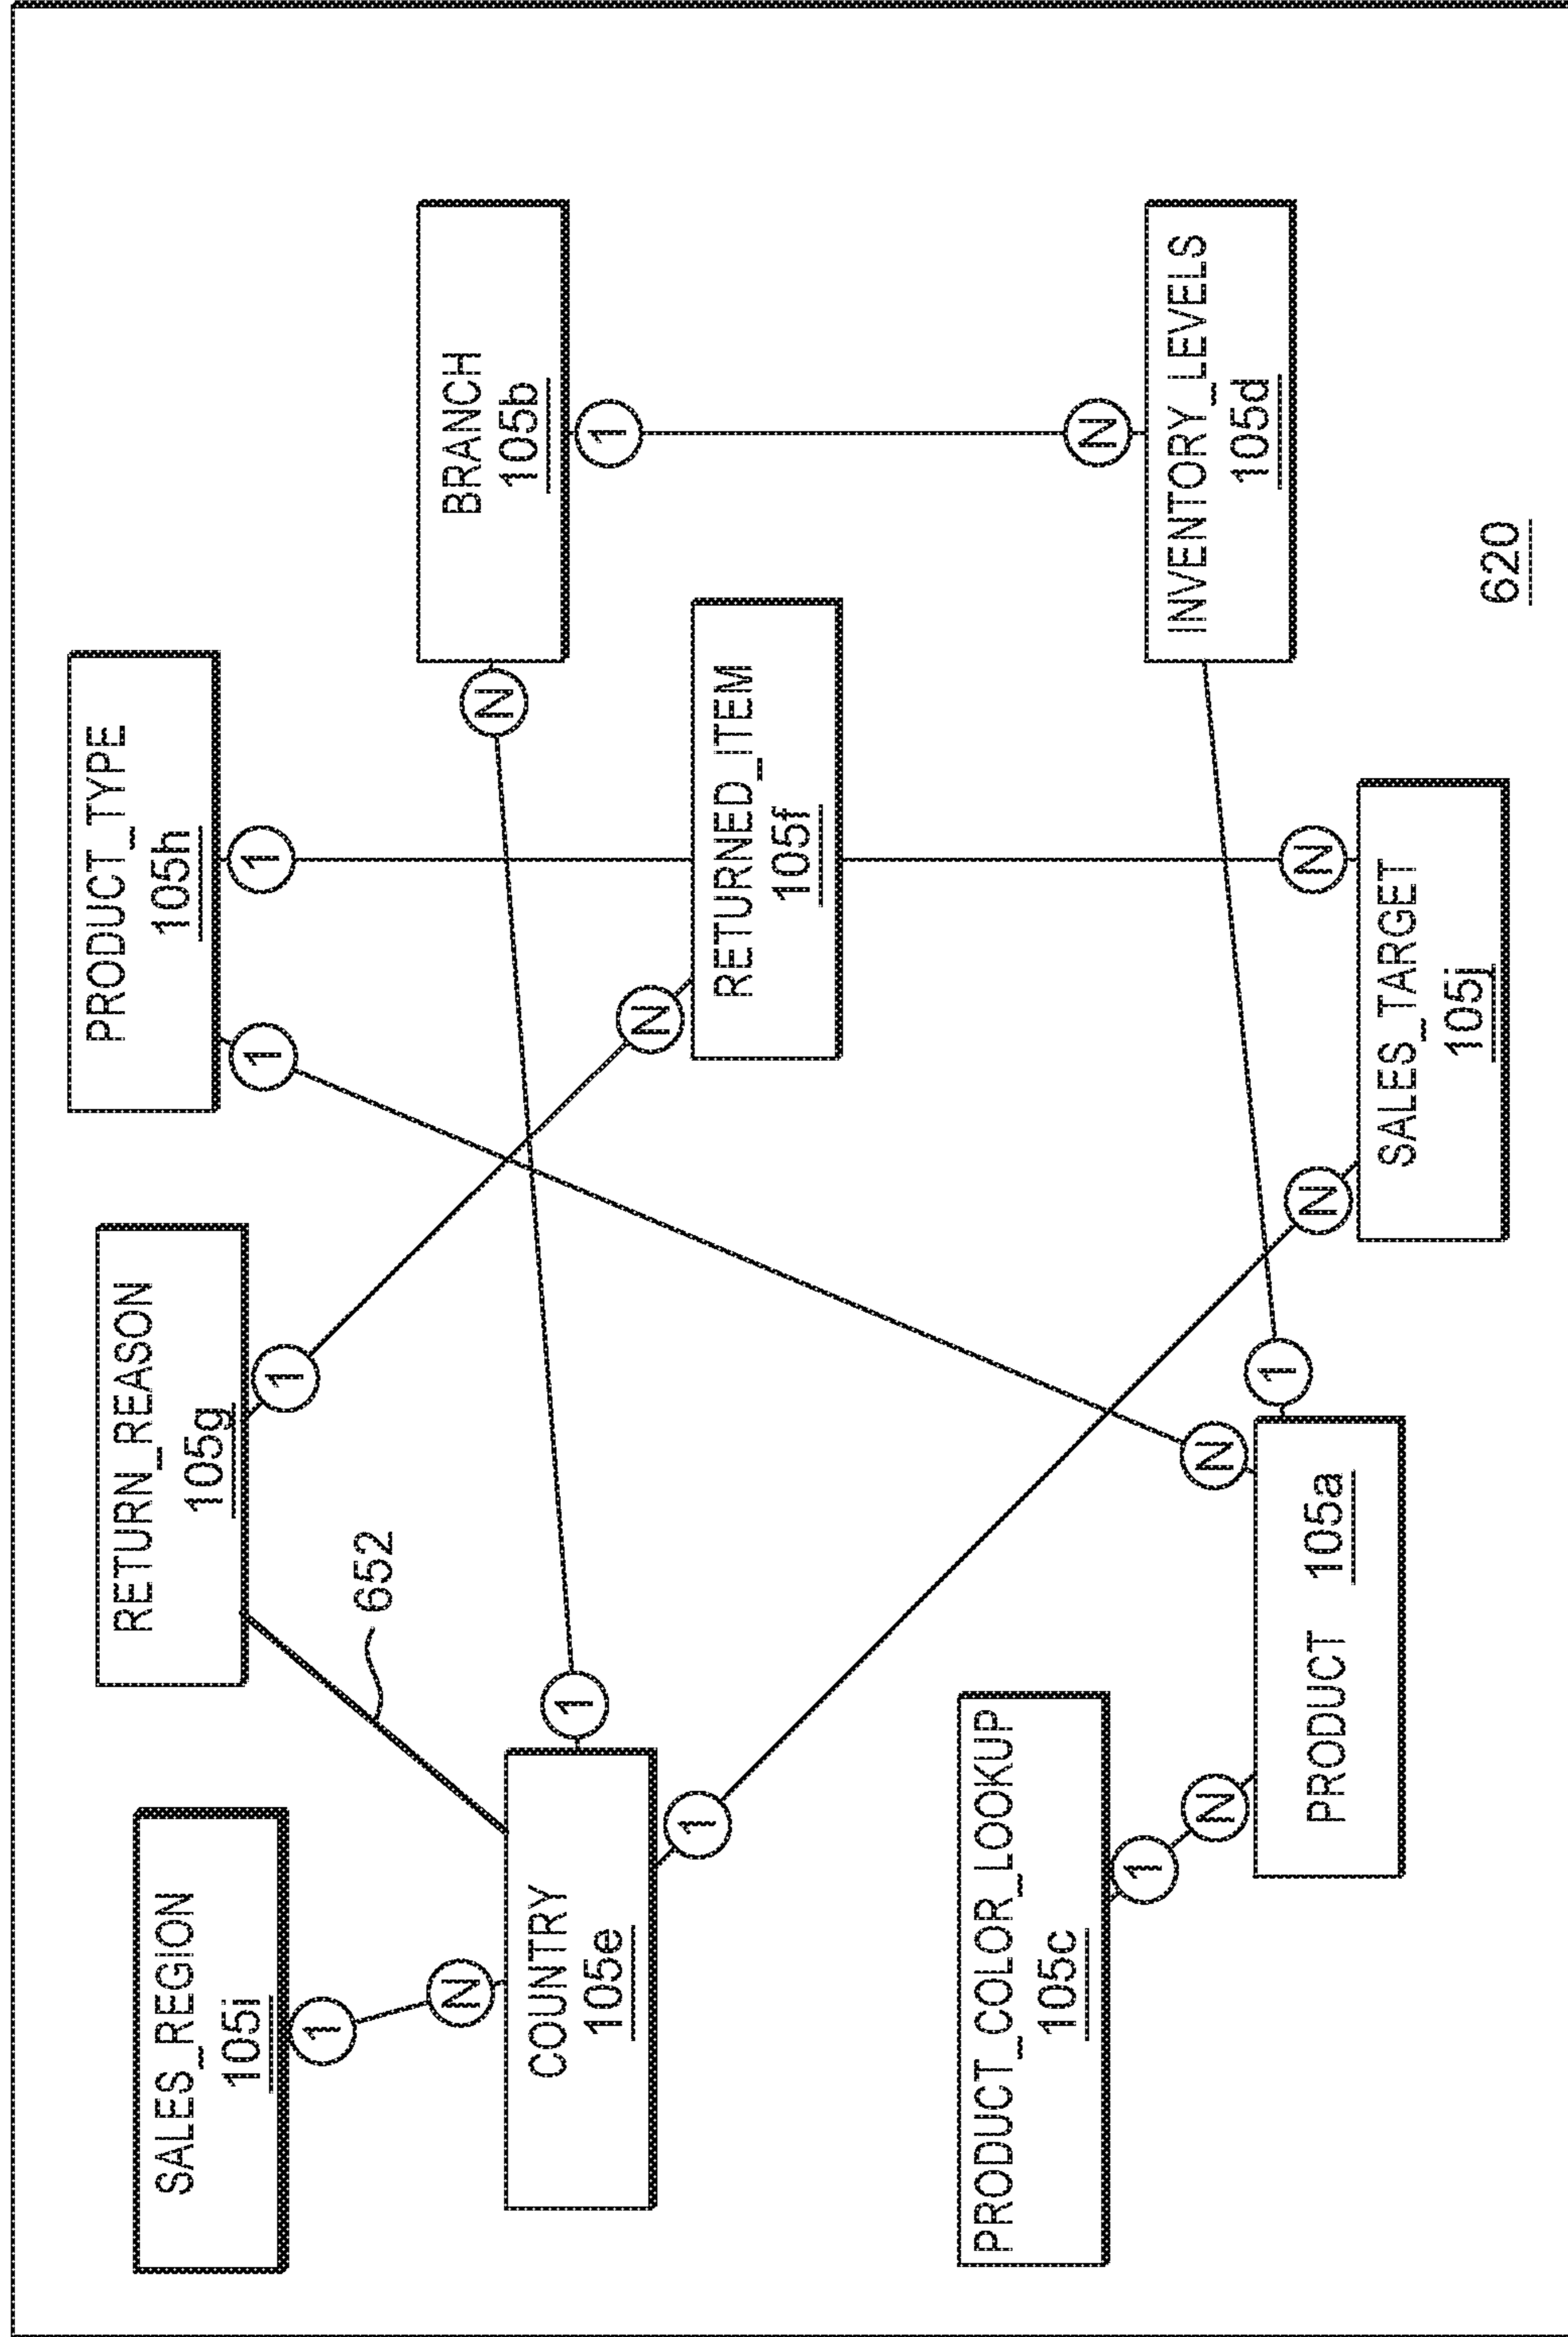 SALES_REGION
105i
1
N
COUNTRY
105e
1
1
652
RETURN_REASON
105g
1
N
PRODUCT_TYPE
105h
1
1
BRANCH
105b
N
1
RETURNED_ITEM
105f
PRODUCT_COLOR_LOOKUP
105c
1
N
PRODUCT 105a
N
1
SALES_TARGET
105j
N
N
INVENTORY_LEVELS
105d
N
620